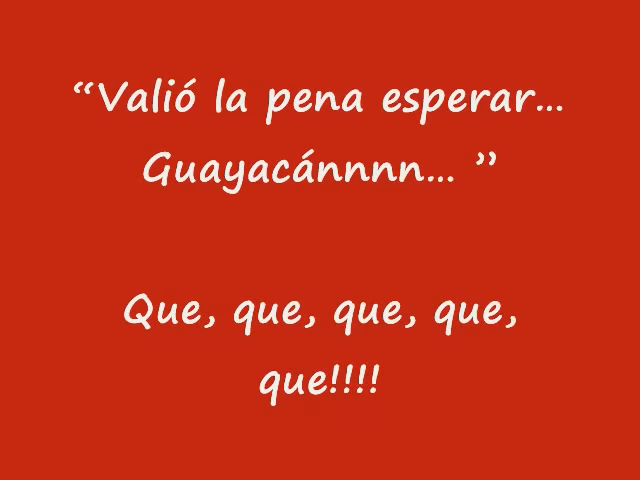 “Valió la pena esperar...
Guayacánnnn... ”
Que, que, que, que,
que!!!!